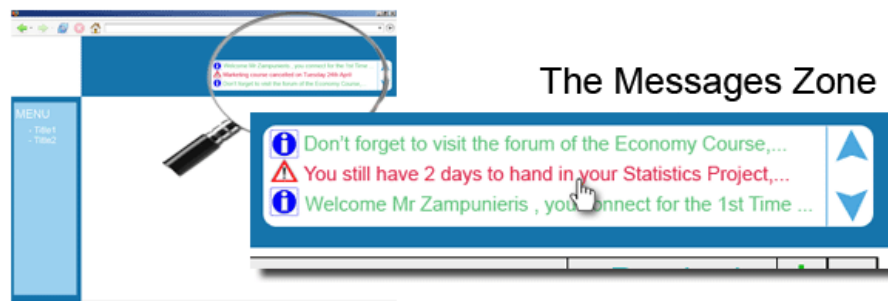 Welcome Mr Zampunieris , you connect for the 1st Time ...
Marketing course cancelled on Tuesday 24th April
Don't forget to visit the forum of the Economy Course,...
MENU
- Title1
- Title2
The Messages Zone
Don't forget to visit the forum of the Economy Course,...
You still have 2 days to hand in your Statistics Project,...
Welcome Mr Zampunieris , you connect for the 1st Time ...